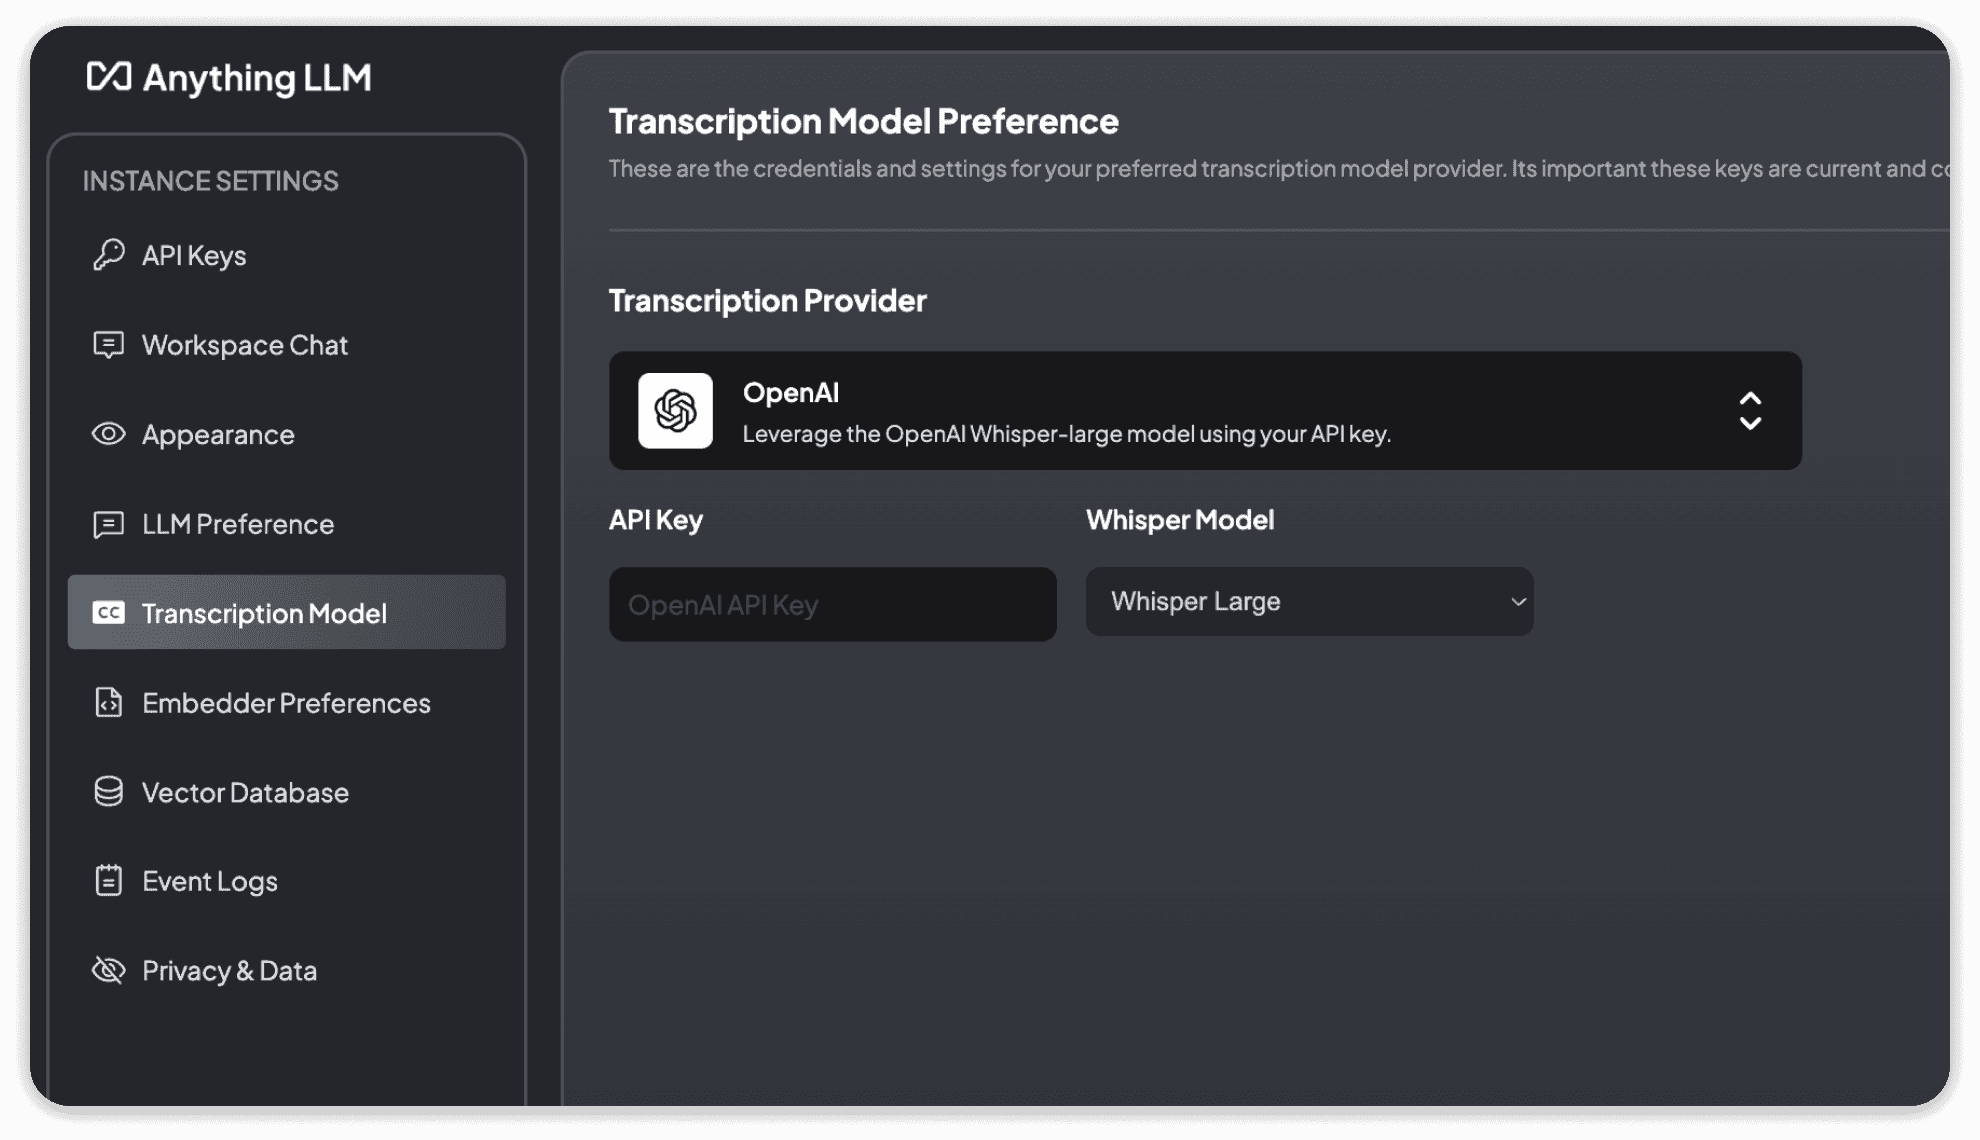 Anything LLM
INSTANCE SETTINGS
API Keys
Workspace Chat
Appearance
LLM Preference
CC Transcription Model
Embedder Preferences
Vector Database
Event Logs
Privacy & Data
Transcription Model Preference
These are the credentials and settings for your preferred transcription model provider. Its important these keys are current and
Transcription Provider
OpenAI
Leverage the OpenAI Whisper-large model using your API key.
API Key
OpenAI API Key
Whisper Model
Whisper Large